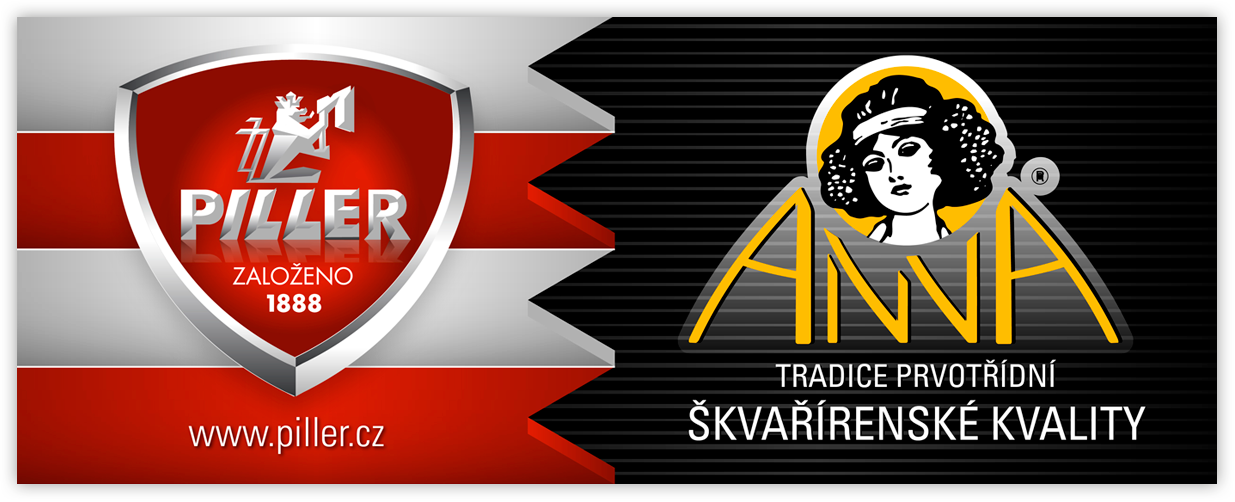 PILLER
ZALOŽENO
1888
www.piller.cz
ANNA
TRADICE PRVOTŘÍDNÍ
ŠKVAŘÍRENSKÉ KVALITY